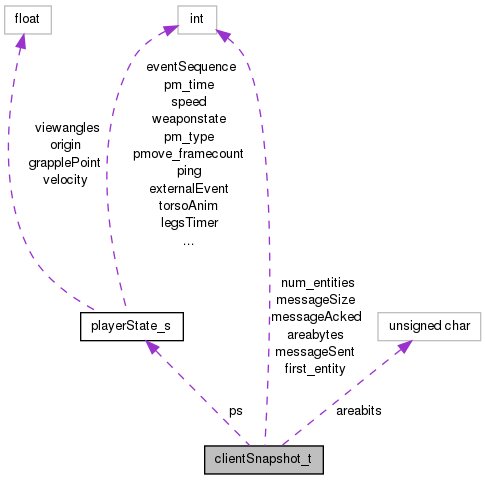 float
int
eventSequence
pm_time
speed
weaponstate
pm_type
pmove_framecount
ping
externalEvent
torsoAnim
legsTimer
...
viewangles
origin
grapplePoint
velocity
num_entities
messageSize
messageAcked
areabytes
messageSent
first_entity
playerState_s
unsigned char
ps
areabits
clientSnapshot_t